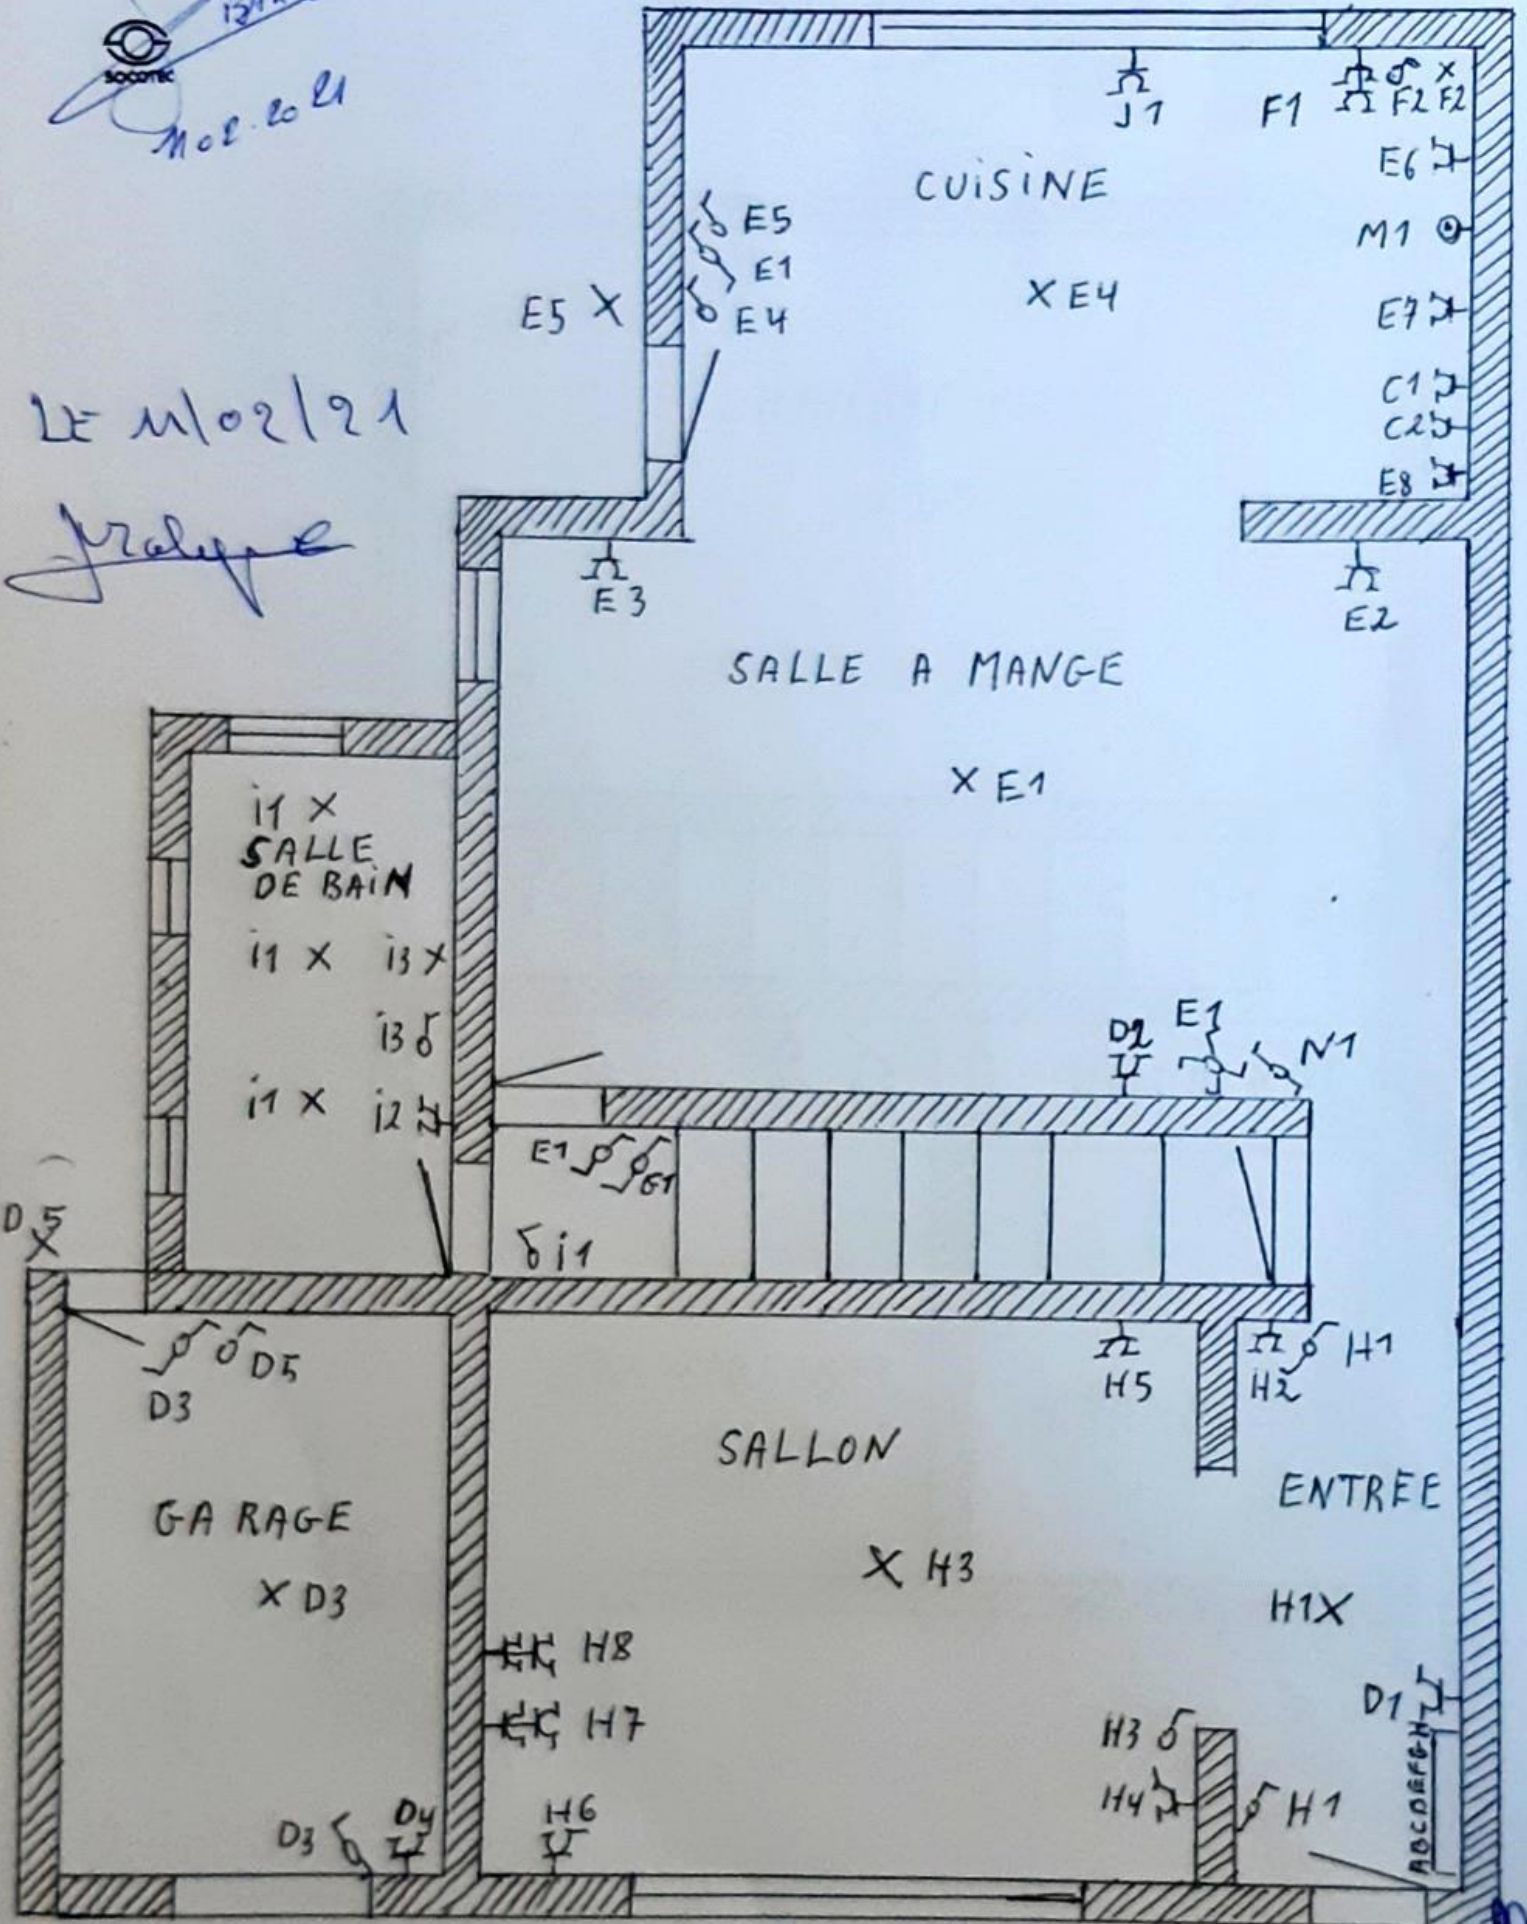 SOCOTEC
11 02. 20 21
J1
F1
F2 F2
E6
CUISINE
E5
M1
E1
X E4
E5 X
E4
E7
C1
LE 11/02/21
C2
E8
E3
E2
SALLE A MANGE
X E1
i1 X
SALLE
DE BAIN
i1 X i3 X
i3
D2 E1 N1
i1 X i2
E1 E1
D5
X
i1
D5
D3
H5 H2 H1
SALLON
ENTREE
GARAGE
X H3
X D3
H1X
H8
D1
H7
H3
ABCDEFGH
H4 H1
D3 D4 H6